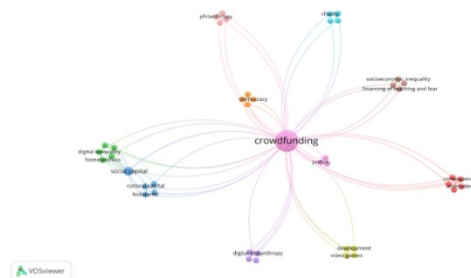 philanthropy
charity
socioeconomic inequality
financing of teaching and lear
democracy
crowdfunding
digital inequality
homelessness
social capital
cultural capital
digital philanthropy
development
video games
VOSviewer